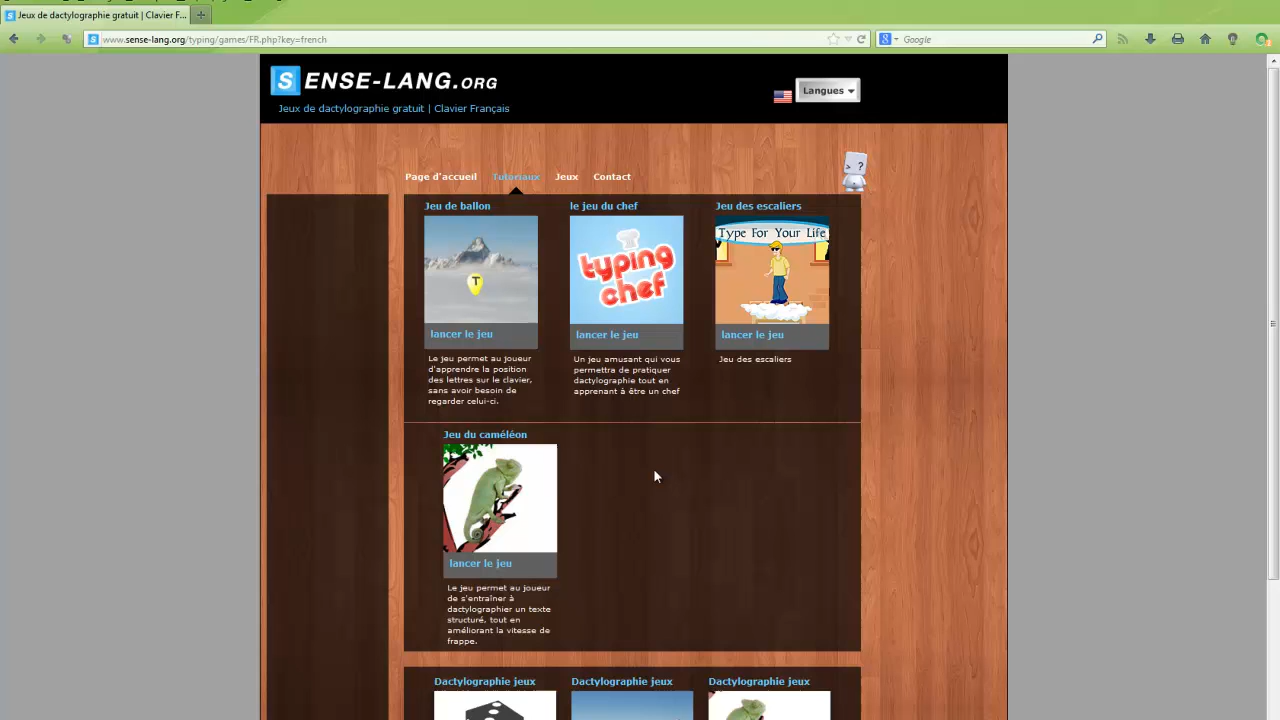 Jeux de dactylographie gratuit | Clavier F...
www.sense-lang.org/typing/games/FR.php?key=french
Google
SENSE-LANG.ORG
Langues
Jeux de dactylographie gratuit | Clavier Français
> ?
Page d'accueil Tutoriaux Jeux Contact
Jeu de ballon
T
lancer le jeu
Le jeu permet au joueur
d'apprendre la position
des lettres sur le clavier,
sans avoir besoin de
regarder celui-ci.
le jeu du chef
typing
chef
lancer le jeu
Un jeu amusant qui vous
permettra de pratiquer
dactylographie tout en
apprenant à être un chef
Jeu des escaliers
Type For Your Life
lancer le jeu
Jeu des escaliers
Jeu du caméléon
lancer le jeu
Le jeu permet au joueur
de s'entraîner à
dactylographier un texte
structuré, tout en
améliorant la vitesse de
frappe.
Dactylographie jeux
Dactylographie jeux
Dactylographie jeux